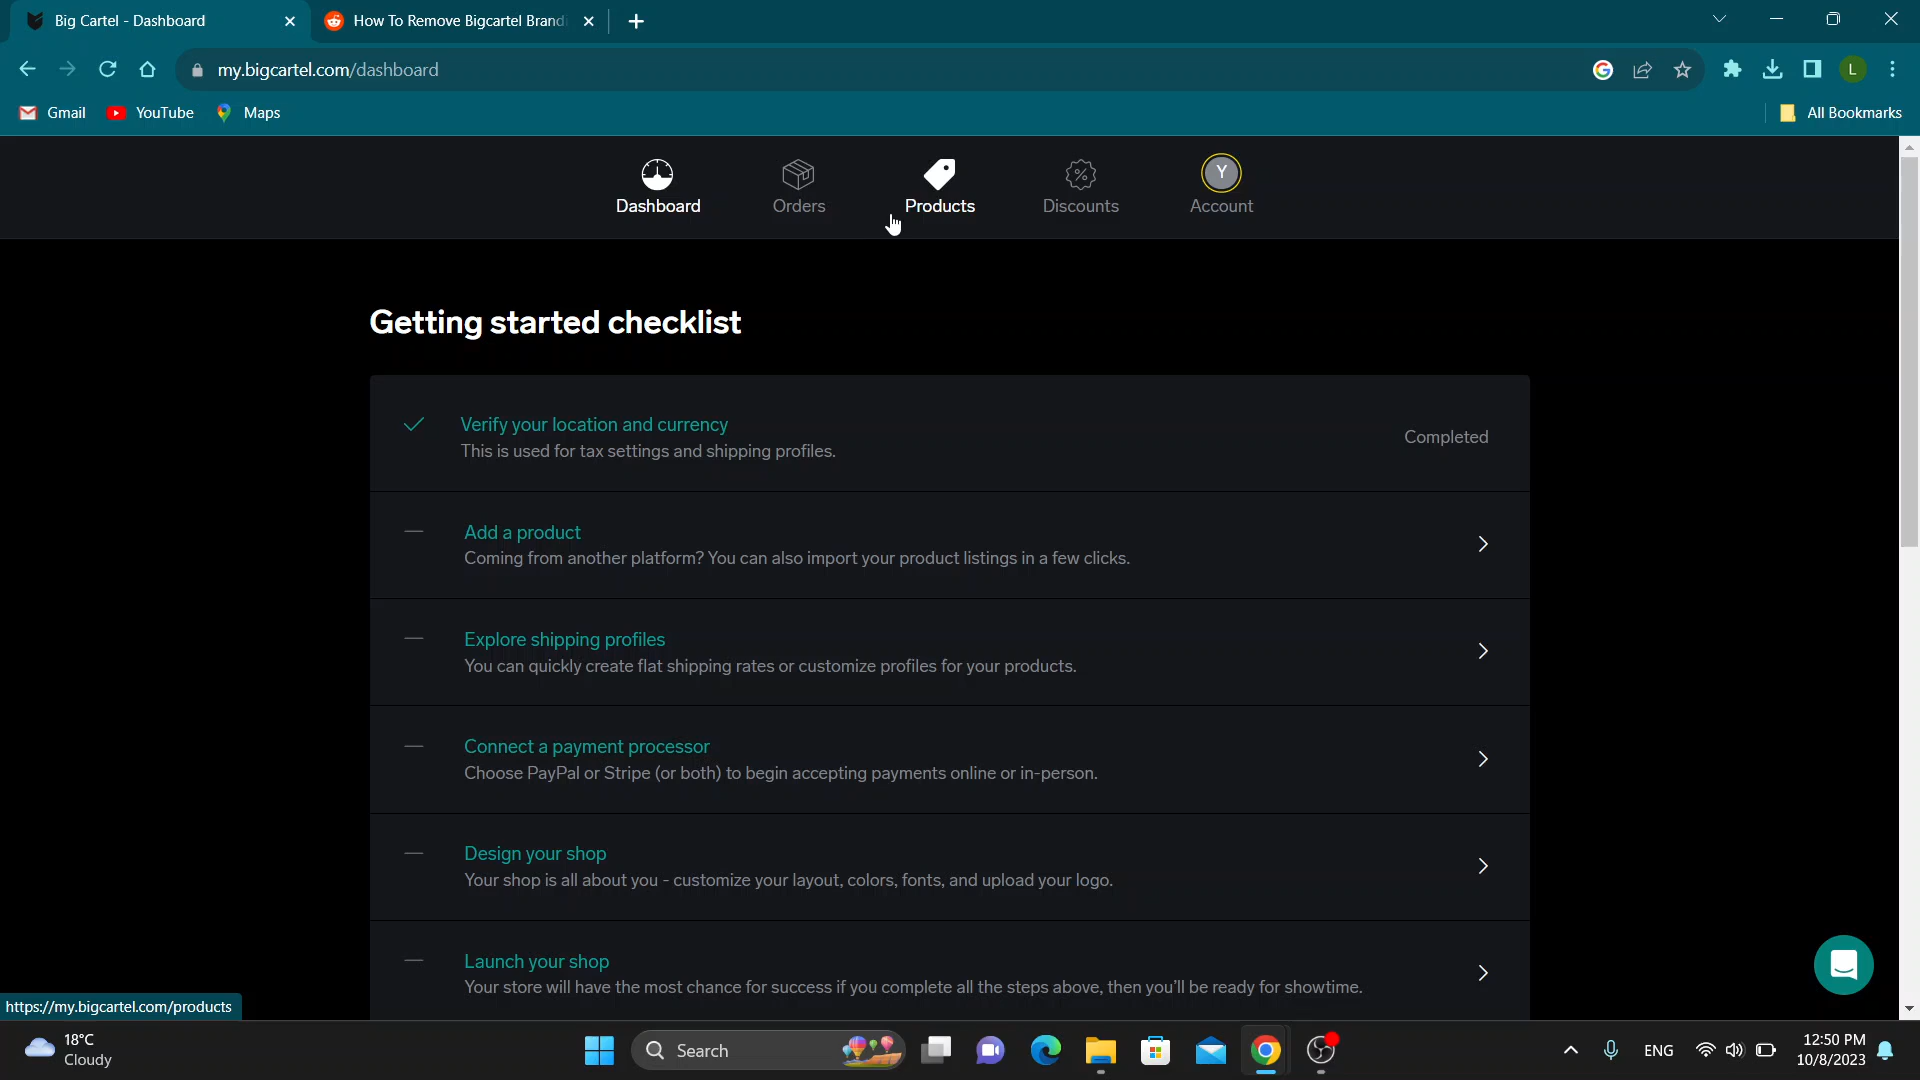 Big Cartel - Dashboard
How To Remove Bigcartel Brandi
my.bigcartel.com/dashboard
L
Gmail
YouTube
Maps
All Bookmarks
Dashboard
Orders
Products
Discounts
Y
Account
Getting started checklist
Verify your location and currency
This is used for tax settings and shipping profiles.
Completed
Add a product
Coming from another platform? You can also import your product listings in a few clicks.
Explore shipping profiles
You can quickly create flat shipping rates or customize profiles for your products.
Connect a payment processor
Choose PayPal or Stripe (or both) to begin accepting payments online or in-person.
Design your shop
Your shop is all about you - customize your layout, colors, fonts, and upload your logo.
Launch your shop
Your store will have the most chance for success if you complete all the steps above, then you'll be ready for showtime.
https://my.bigcartel.com/products
18°C
Cloudy
Search
ENG
12:50 PM
10/8/2023